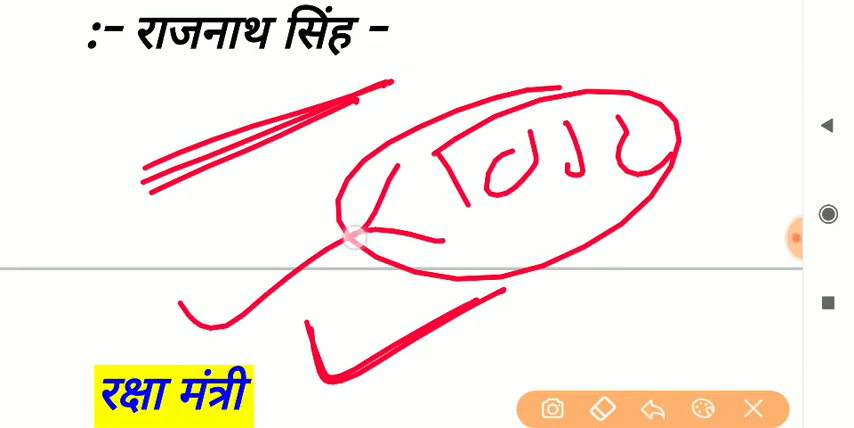 :- राजनाथ सिंह -
रक्षा मंत्री